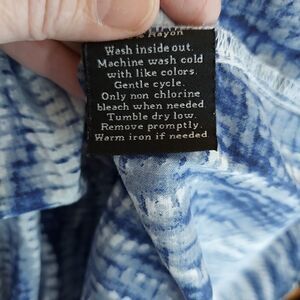 Rayon
Wash inside out.
Machine wash cold
with like colors.
Gentle cycle.
Only non chlorine
bleach when needed
Tumble dry low.
Remove promptly.
Warm iron if needed